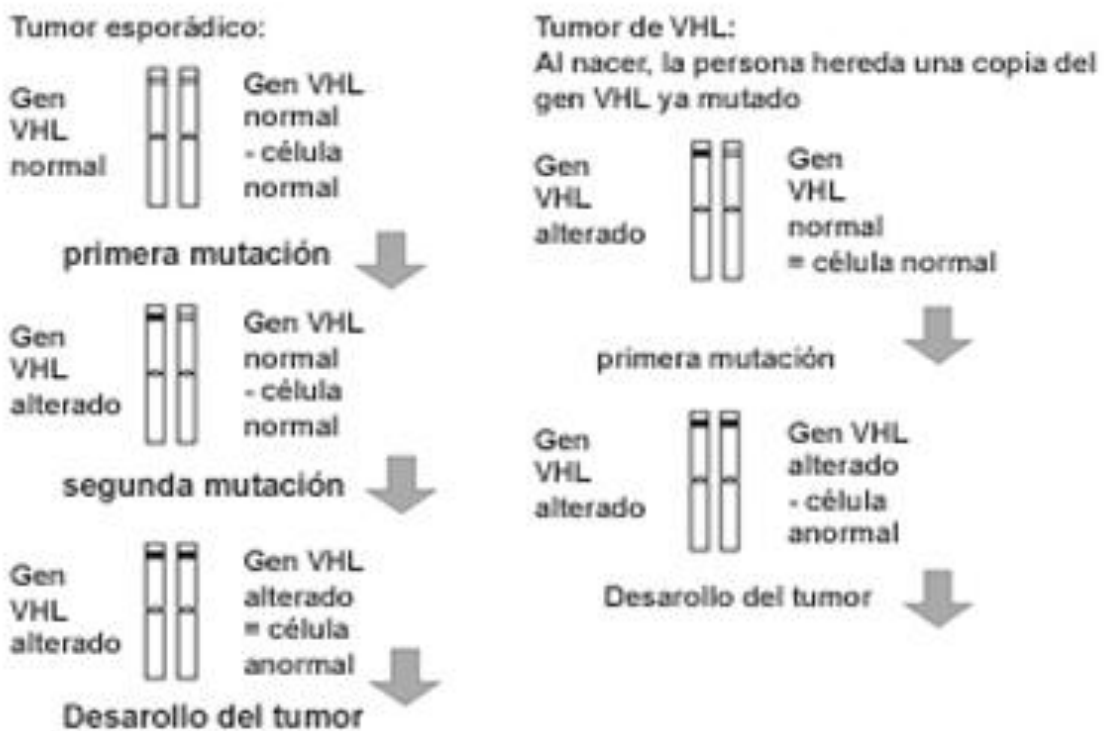 Tumor esporádico:
Gen
VHL
normal
Gen VHL
normal
- célula
normal
primera mutación
Gen
VHL
alterado
Gen VHL
normal
- célula
normal
segunda mutación
Gen
VHL
alterado
Gen VHL
alterado
= célula
anormal
Desarollo del tumor
Tumor de VHL:
Al nacer, la persona hereda una copia del
gen VHL ya mutado
Gen
VHL
alterado
Gen
VHL
normal
= célula normal
primera mutación
Gen
VHL
alterado
Gen VHL
alterado
- célula
anormal
Desarollo del tumor